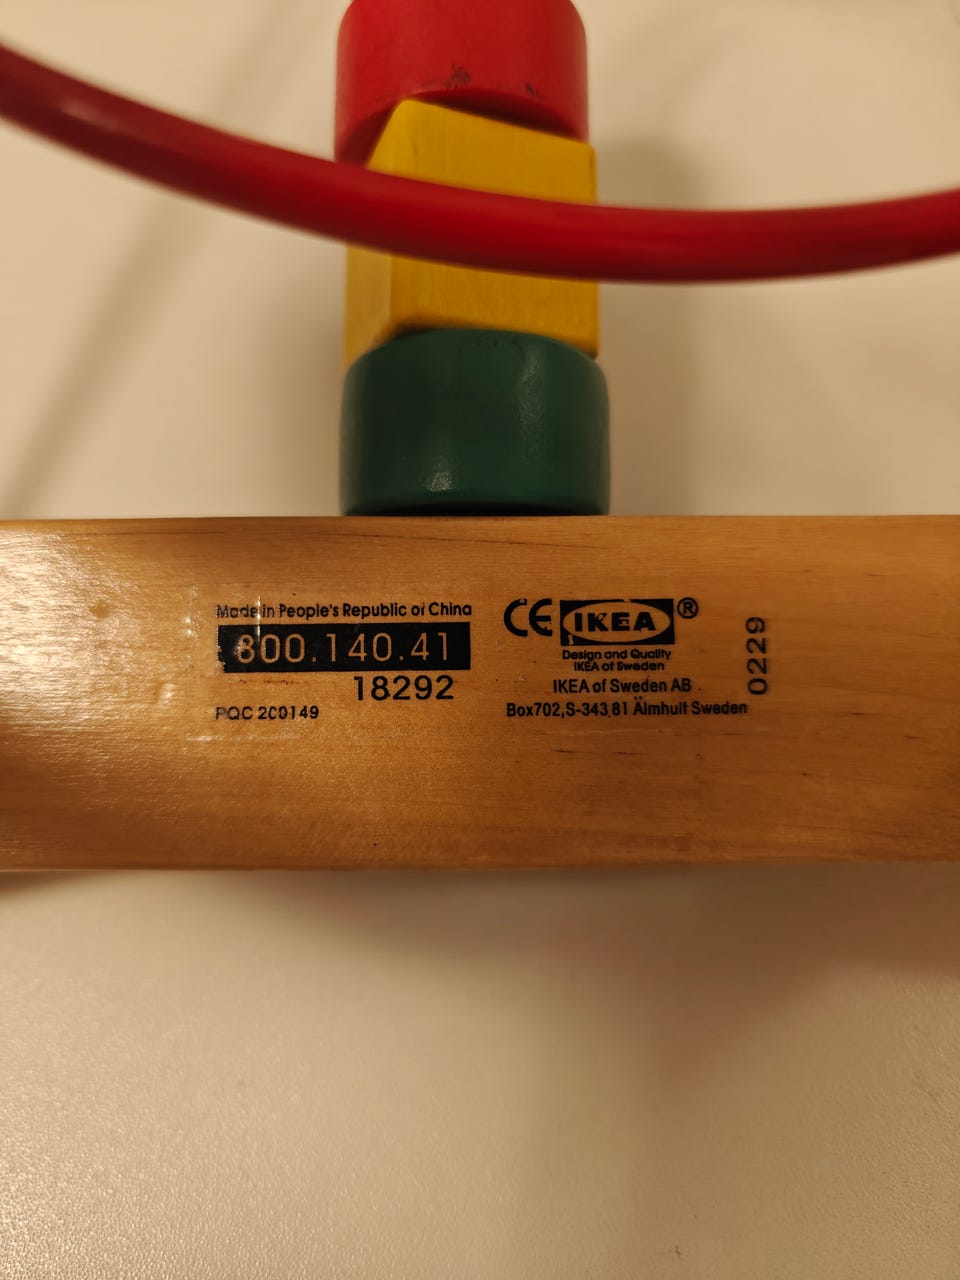 Made in People's Republic of China
800.140.41
18292
PQC 200149
CE IKEA®
Design and Quality
IKEA of Sweden
IKEA of Sweden AB
Box702,S-343 81 Älmhult Sweden
0229